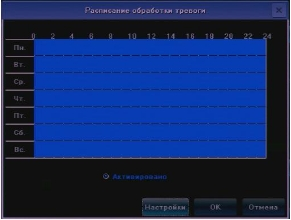 Расписание обработки тревоги
0 2 4 6 8 10 12 14 16 18 20 22 24
Пн.
Вт.
Ср.
Чт.
Пт.
Сб.
Вс.
Активировано
Настройки OK Отмена